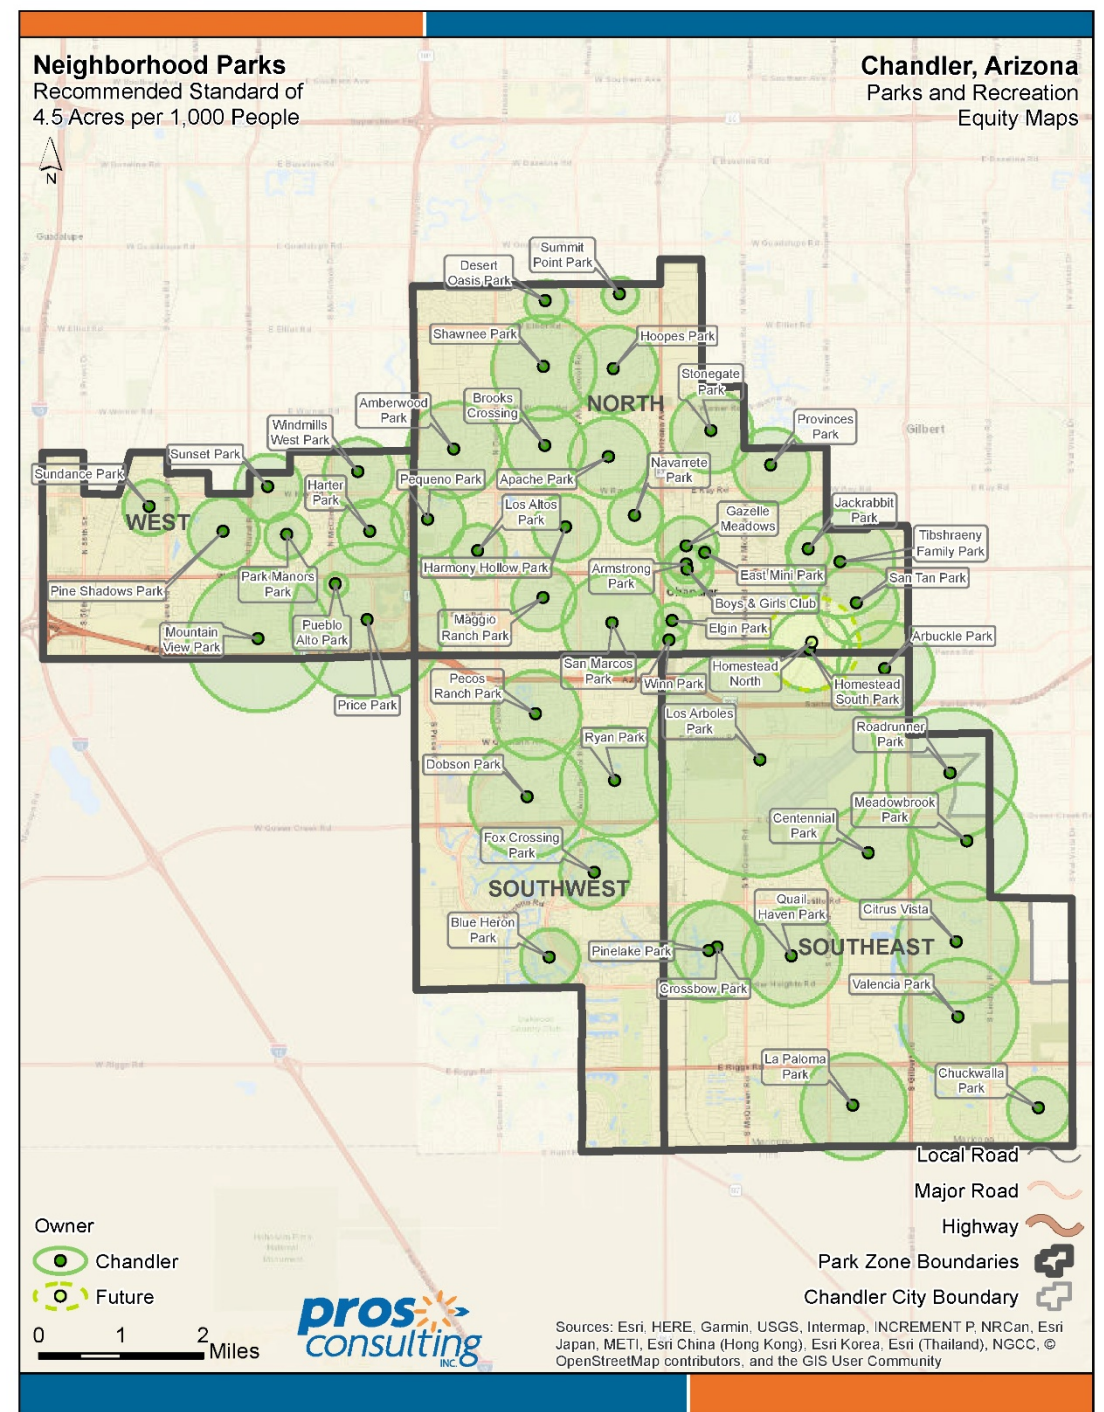 Neighborhood Parks
Recommended Standard of
4.5 Acres per 1,000 People
Chandler, Arizona
Parks and Recreation
Equity Maps
N
Summit
Point Park
Desert
Oasis Park
Shawnee Park
Hoopes Park
Stonegate
Park
NORTH
Brooks
Crossing
Amberwood
Park
Provinces
Park
Gilbert
Windmills
West Park
Sunset Park
Sundance Park
Harter
Park
Pequeno Park
Apache Park
Navarrete
Park
WEST
Los Altos
Park
Gazelle
Meadows
Jackrabbit
Park
Tibshraeny
Family Park
Pine Shadows Park
Park Manors
Park
Harmony Hollow Park
Armstrong
Park
East Mini Park
San Tan Park
Chandler
Boys & Girls Club
Mountain
View Park
Pueblo
Alto Park
Maggio
Ranch Park
Elgin Park
Arbuckle Park
San Marcos
Park
Winn Park
Homestead
North
Homestead
South Park
Price Park
Pecos
Ranch Park
Los Arboles
Park
Roadrunner
Park
Ryan Park
Dobson Park
Meadowbrook
Park
Centennial
Park
Fox Crossing
Park
SOUTHWEST
Quail
Haven Park
Citrus Vista
Blue Heron
Park
Pinelake Park
SOUTHEAST
Crossbow Park
Valencia Park
La Paloma
Park
Chuckwalla
Park
W Riggs Rd
E Riggs Rd
E Riggs Rd
Local Road
Major Road
Highway
Park Zone Boundaries
Chandler City Boundary
Owner
Chandler
Future
0 1 2
Miles
pros
consulting
INC.
Sources: Esri, HERE, Garmin, USGS, Intermap, INCREMENT P, NRCan, Esri
Japan, METI, Esri China (Hong Kong), Esri Korea, Esri (Thailand), NGCC, ©
OpenStreetMap contributors, and the GIS User Community